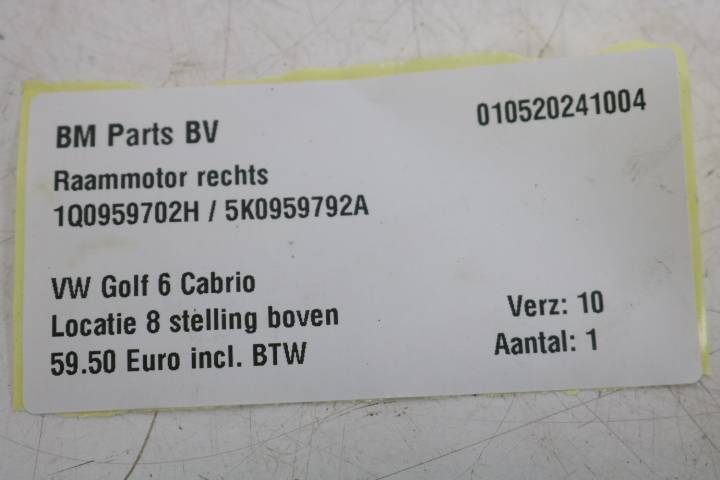 BM Parts BV
010520241004
Raammotor rechts
1Q0959702H / 5K0959792A
VW Golf 6 Cabrio
Locatie 8 stelling boven
59.50 Euro incl. BTW
Verz: 10
Aantal: 1